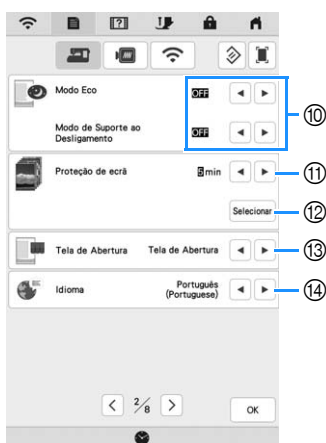 Modo Eco OFF
⑩
Modo de Suporte ao
Desligamento OFF
Proteção de ecrã 5 min
⑪
Selecionar
⑫
Tela de Abertura Tela de Abertura
⑬
Idioma Português
(Portuguese)
⑭
2/8
OK